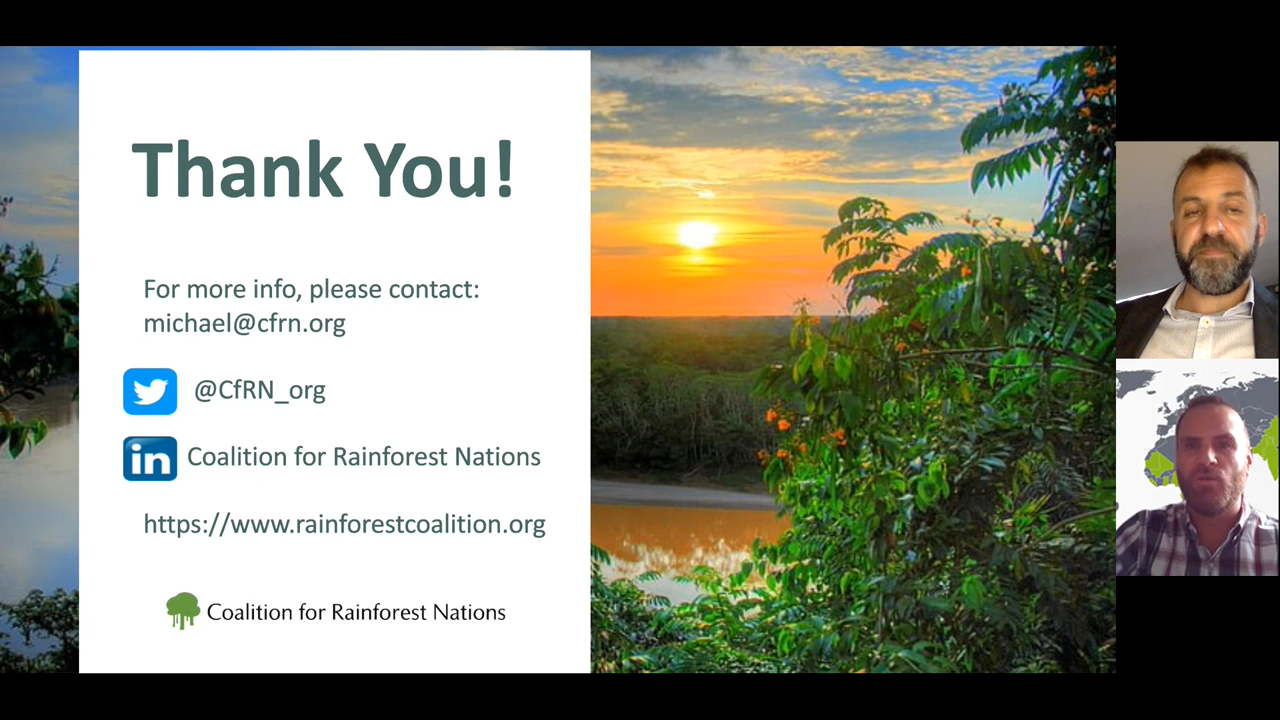 Thank You!
For more info, please contact:
michael@cfrn.org
@CfRN_org
in Coalition for Rainforest Nations
https://www.rainforestcoalition.org
Coalition for Rainforest Nations